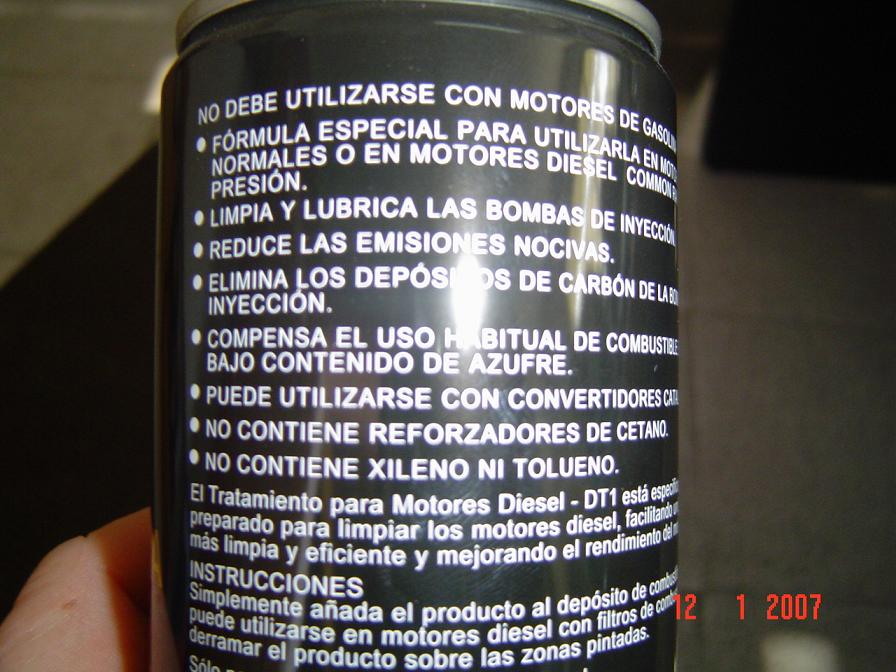 NO DEBE UTILIZARSE CON MOTORES DE
• FÓRMULA ESPECIAL PARA UTILIZARLA EN
NORMALES O EN MOTORES DIESEL COMMON
PRESIÓN.
• LIMPIA Y LUBRICA LAS BOMBAS DE INYECCIÓN
• REDUCE LAS EMISIONES NOCIVAS.
• ELIMINA LOS DEPÓSITOS DE CARBÓN DE LA
INYECCIÓN.
• COMPENSA EL USO HABITUAL DE COMBUSTIBLE
BAJO CONTENIDO DE AZUFRE.
• PUEDE UTILIZARSE CON CONVERTIDORES
• NO CONTIENE REFORZADORES DE CETANO.
• NO CONTIENE XILENO NI TOLUENO.
El Tratamiento para Motores Diesel - DT1 está
preparado para limpiar los motores diesel, facilitando
más limpia y eficiente y mejorando el rendimiento del
INSTRUCCIONES
Simplemente añada el producto al depósito de
puede utilizarse en motores diesel con filtros de
derramar el producto sobre las zonas pintadas.
12 1 2007